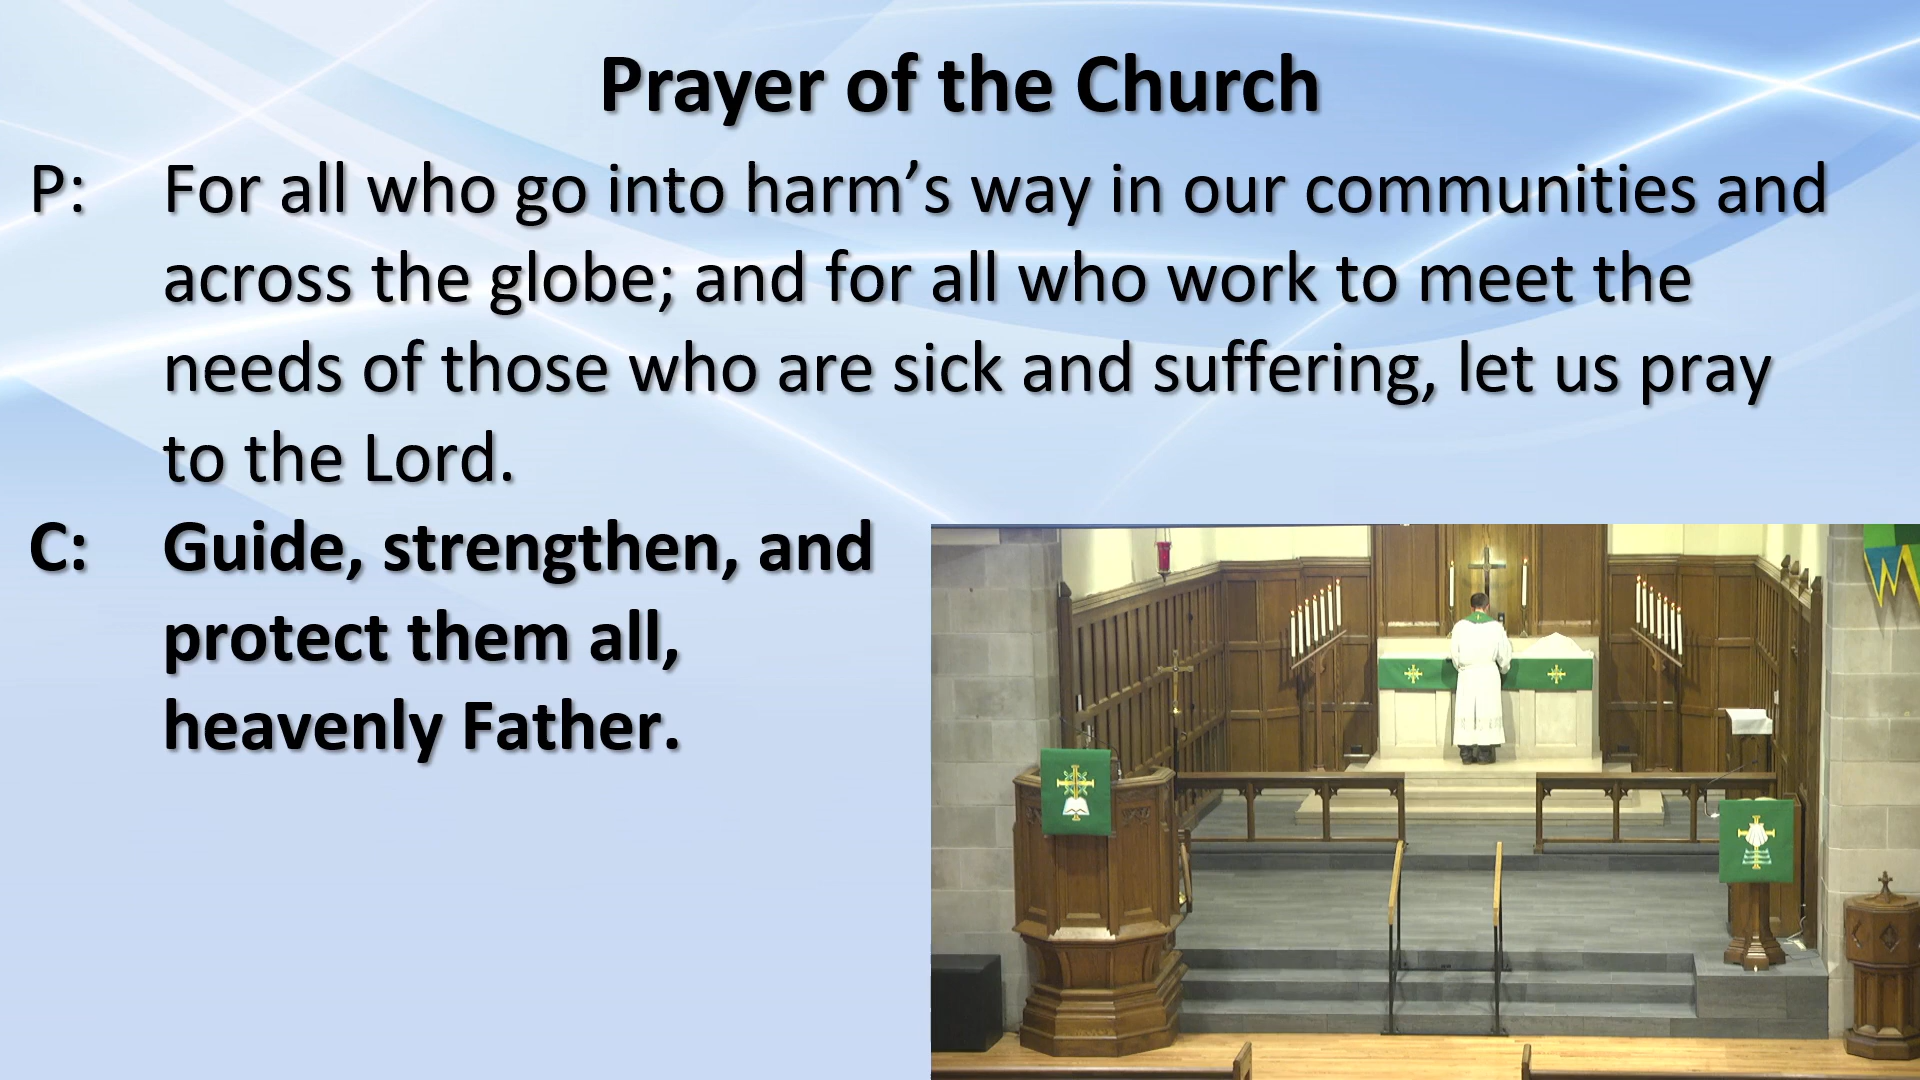 Prayer of the Church
P: For all who go into harm’s way in our communities and
across the globe; and for all who work to meet the
needs of those who are sick and suffering, let us pray
to the Lord.
C: Guide, strengthen, and
protect them all,
heavenly Father.